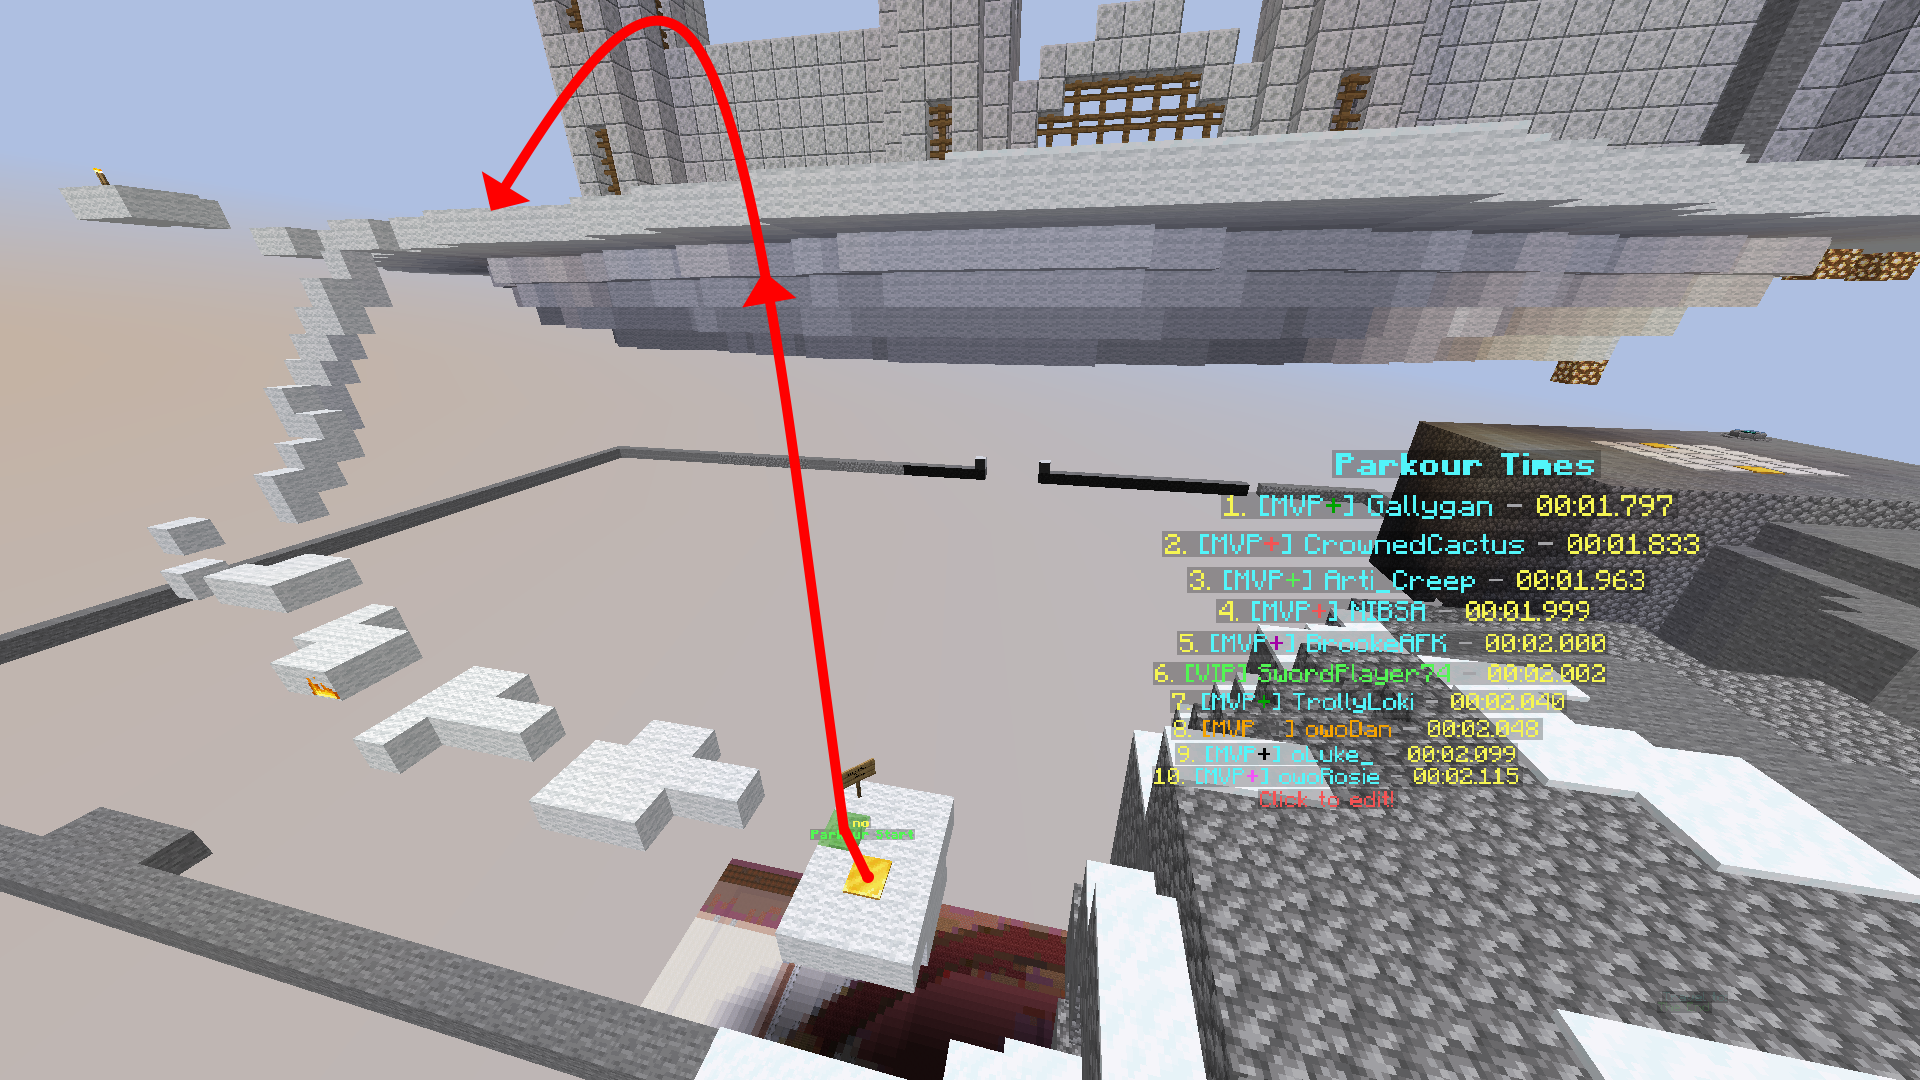 Parkour Times
1. [MVP+] Gallygan - 00:01.797
2. [MVP+] CrownedCactus - 00:01.833
3. [MVP+] Arti_Creep - 00:01.963
4. [MVP+] NIBSA - 00:01.999
5. [MVP+] BrookeAFK - 00:02.000
6. [VIP] SwordPlayer74 - 00:02.002
7. [MVP+] TrollyLoki - 00:02.040
8. [MVP  ] owoDan - 00:02.048
9. [MVP+] oLuke_ - 00:02.099
10. [MVP+] owoRosie - 00:02.115
Click to edit!
no
Parkour Start